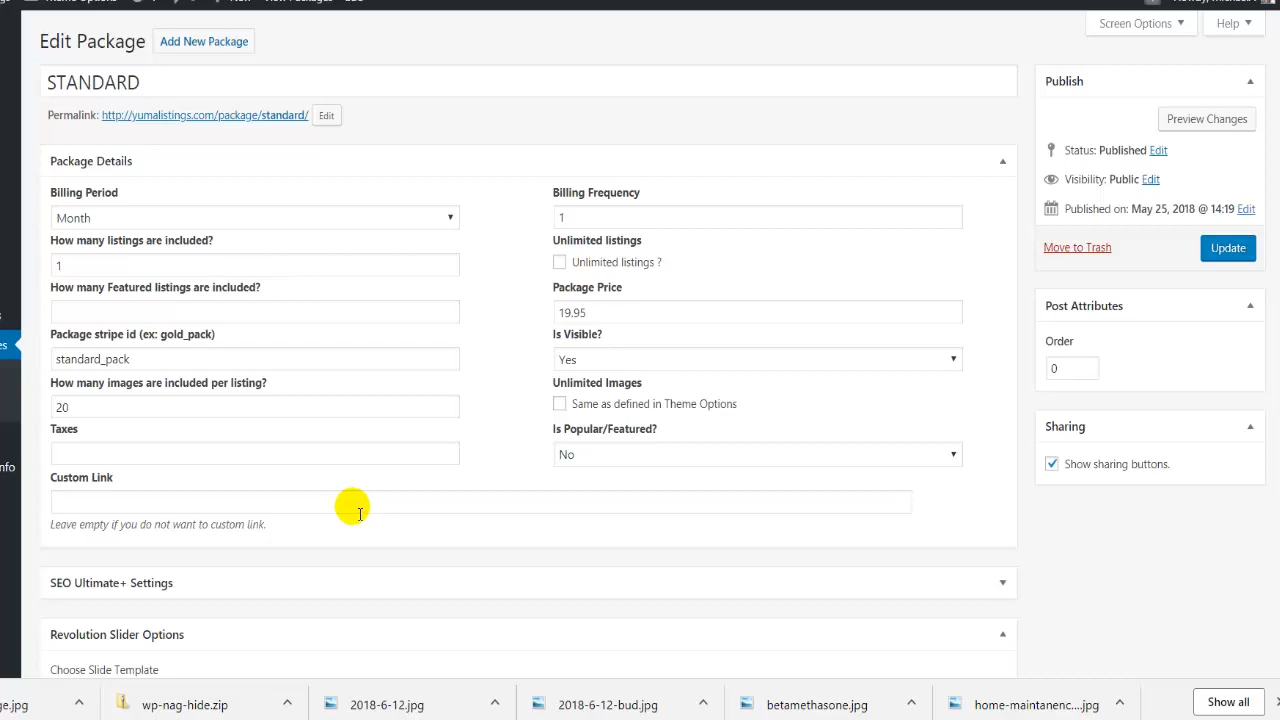 Edit Package
Add New Package
Screen Options
Help
STANDARD
Permalink: http://yumalistings.com/package/standard/ Edit
Package Details
Billing Period
Billing Frequency
Month
1
How many listings are included?
Unlimited listings
1
Unlimited listings ?
How many Featured listings are included?
Package Price
19.95
Package stripe id (ex: gold_pack)
Is Visible?
standard_pack
Yes
How many images are included per listing?
Unlimited Images
20
Same as defined in Theme Options
Taxes
Is Popular/Featured?
No
Custom Link
Leave empty if you do not want to custom link.
SEO Ultimate+ Settings
Revolution Slider Options
Choose Slide Template
Publish
Preview Changes
Status: Published Edit
Visibility: Public Edit
Published on: May 25, 2018 @ 14:19 Edit
Move to Trash
Update
Post Attributes
Order
0
Sharing
Show sharing buttons.
es
nfo
ge.jpg
wp-nag-hide.zip
2018-6-12.jpg
2018-6-12-bud.jpg
betamethasone.jpg
home-maintanenc....jpg
Show all